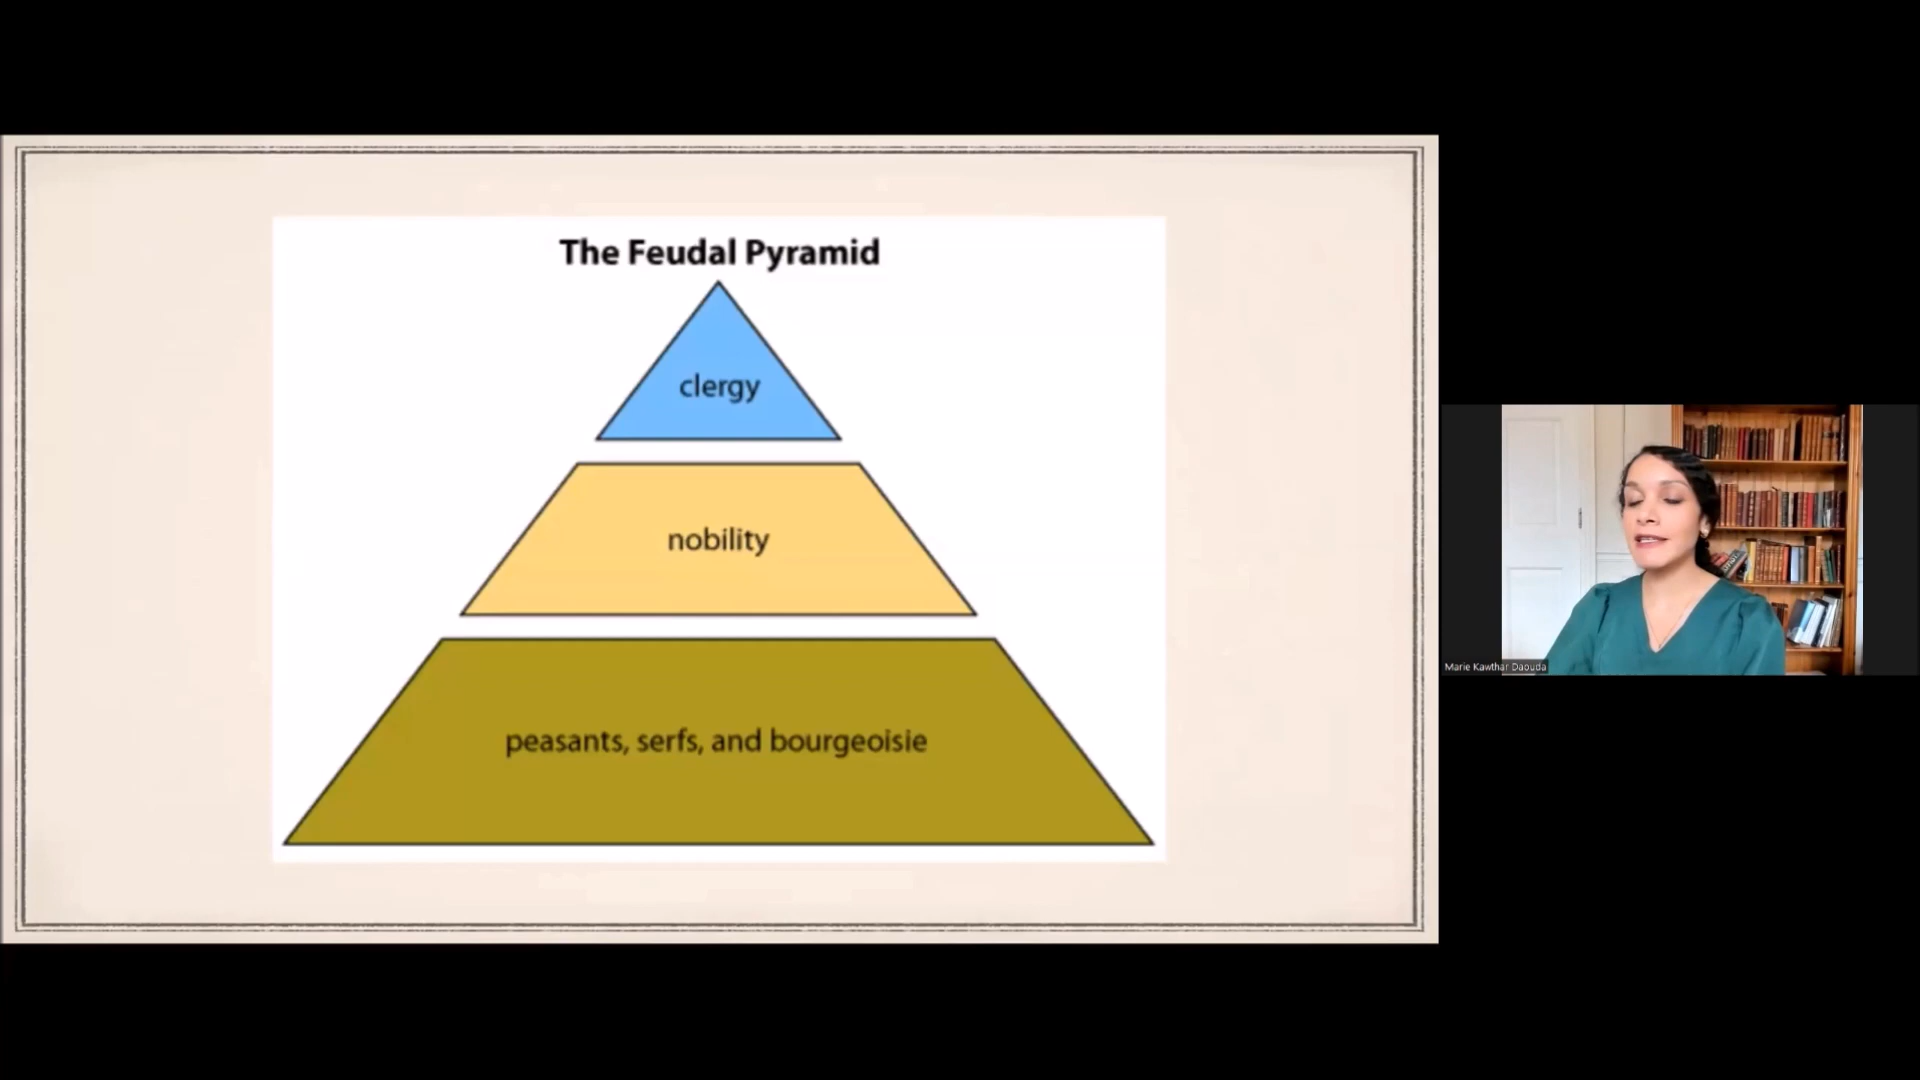 The Feudal Pyramid
clergy
nobility
peasants, serfs, and bourgeoisie
Marie Kawthar Daouda